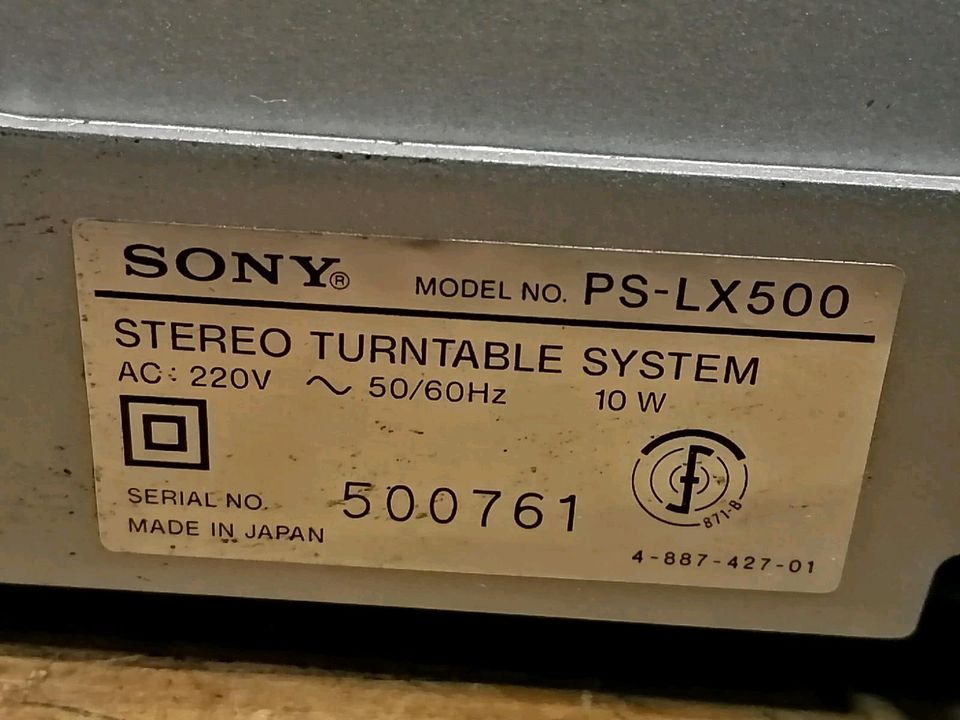 SONY®
MODEL NO. PS-LX500
STEREO TURNTABLE SYSTEM
AC: 220V ~ 50/60Hz 10 W
SERIAL NO. 500761
MADE IN JAPAN
871-B
4-887-427-01